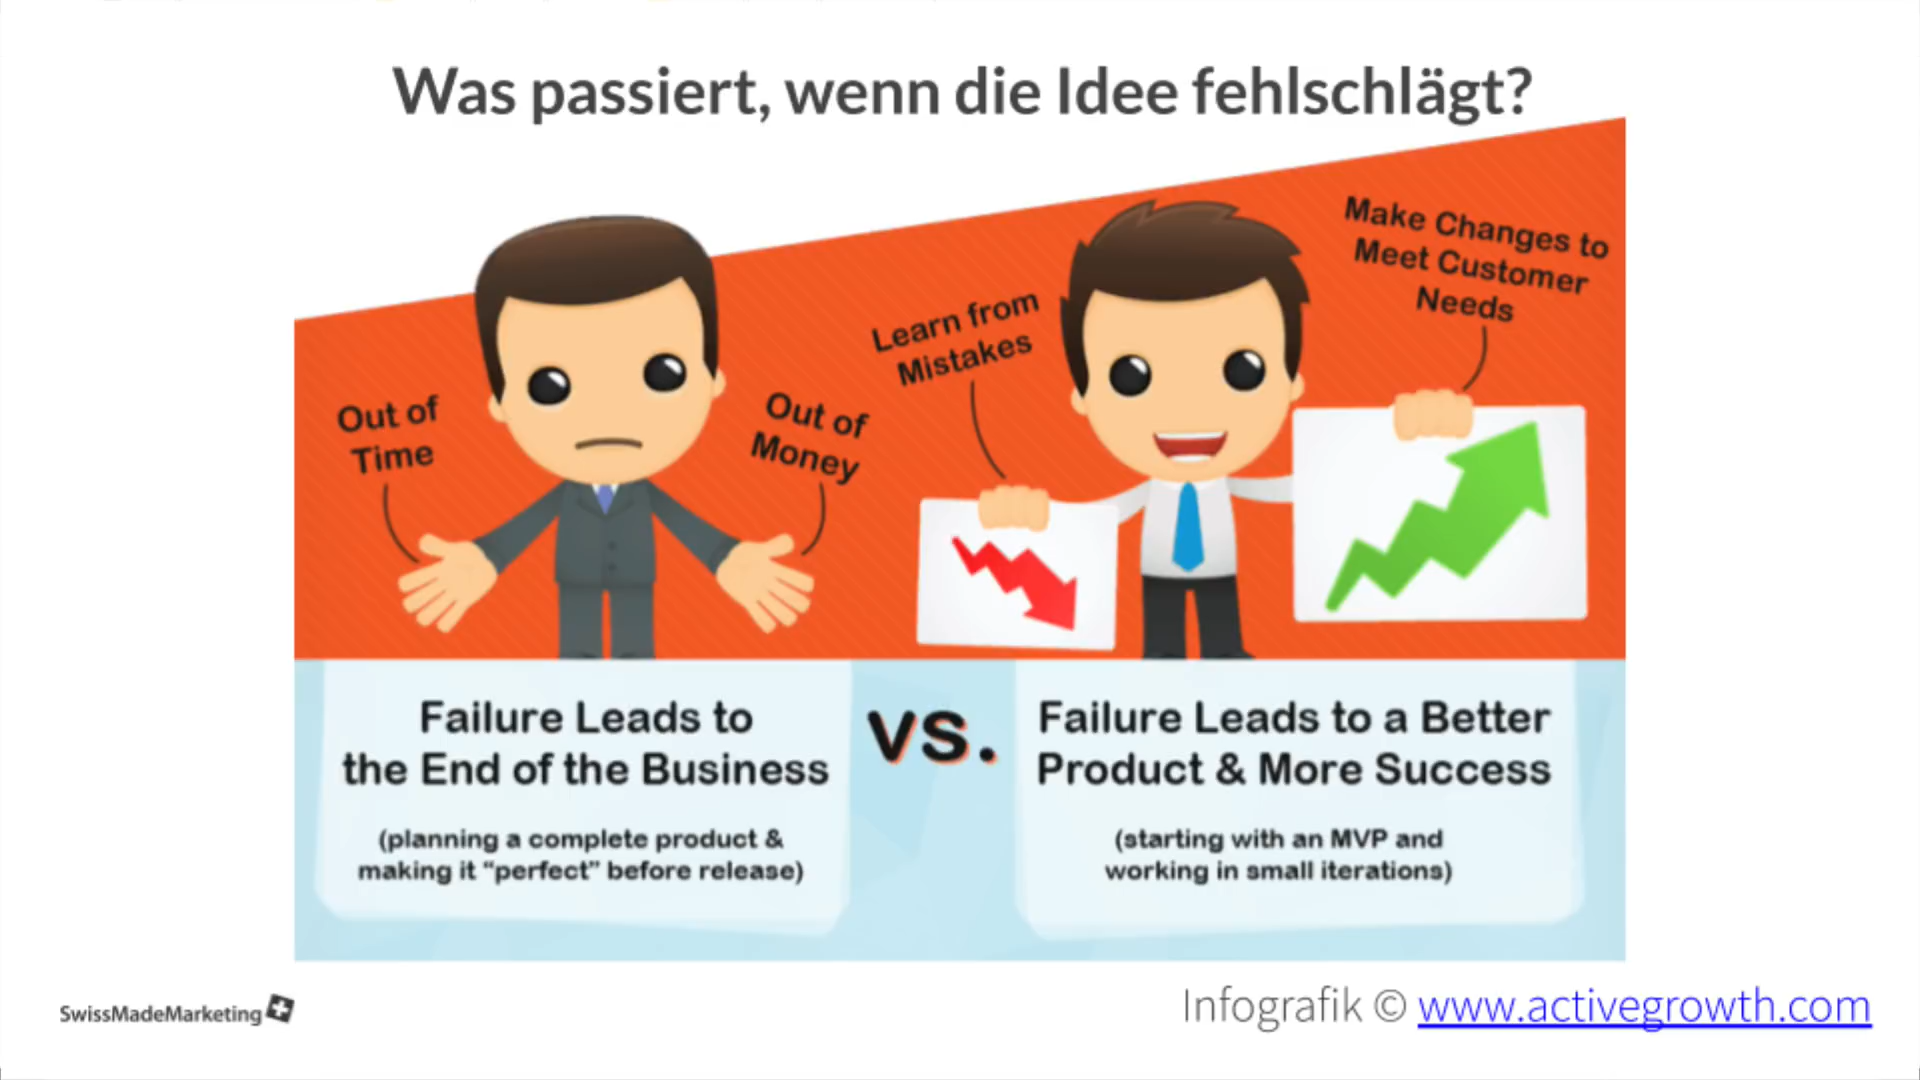 Was passiert, wenn die Idee fehlschlägt?
Out of
Time
Out of
Money
Learn from
Mistakes
Make Changes to
Meet Customer
Needs
Failure Leads to
the End of the Business
(planning a complete product &
making it “perfect” before release)
vs.
Failure Leads to a Better
Product & More Success
(starting with an MVP and
working in small iterations)
SwissMadeMarketing
Infografik © www.activegrowth.com